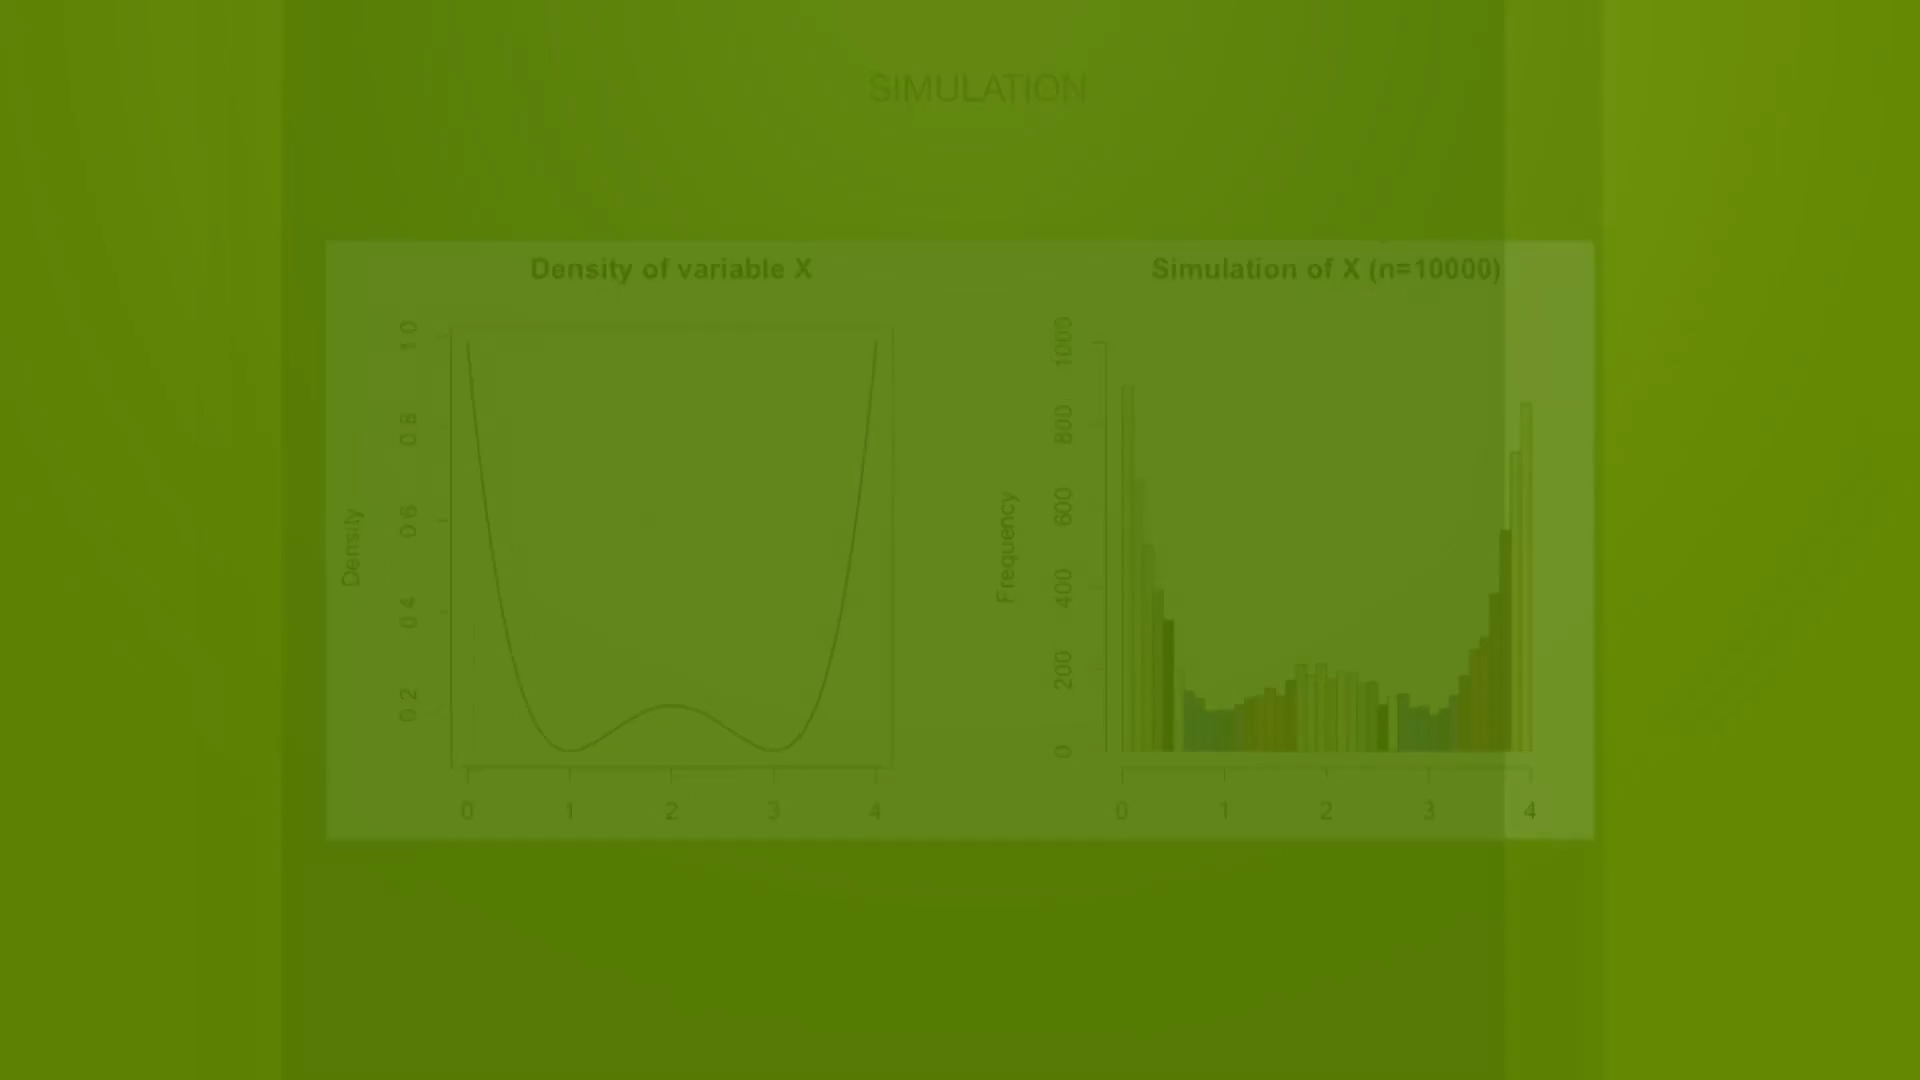 SIMULATION
Density of variable X
Simulation of X (n=10000)
Density
0.2 0.4 0.6 0.8 1.0
0 1 2 3 4
Frequency
0 200 400 600 800 1000
0 1 2 3 4